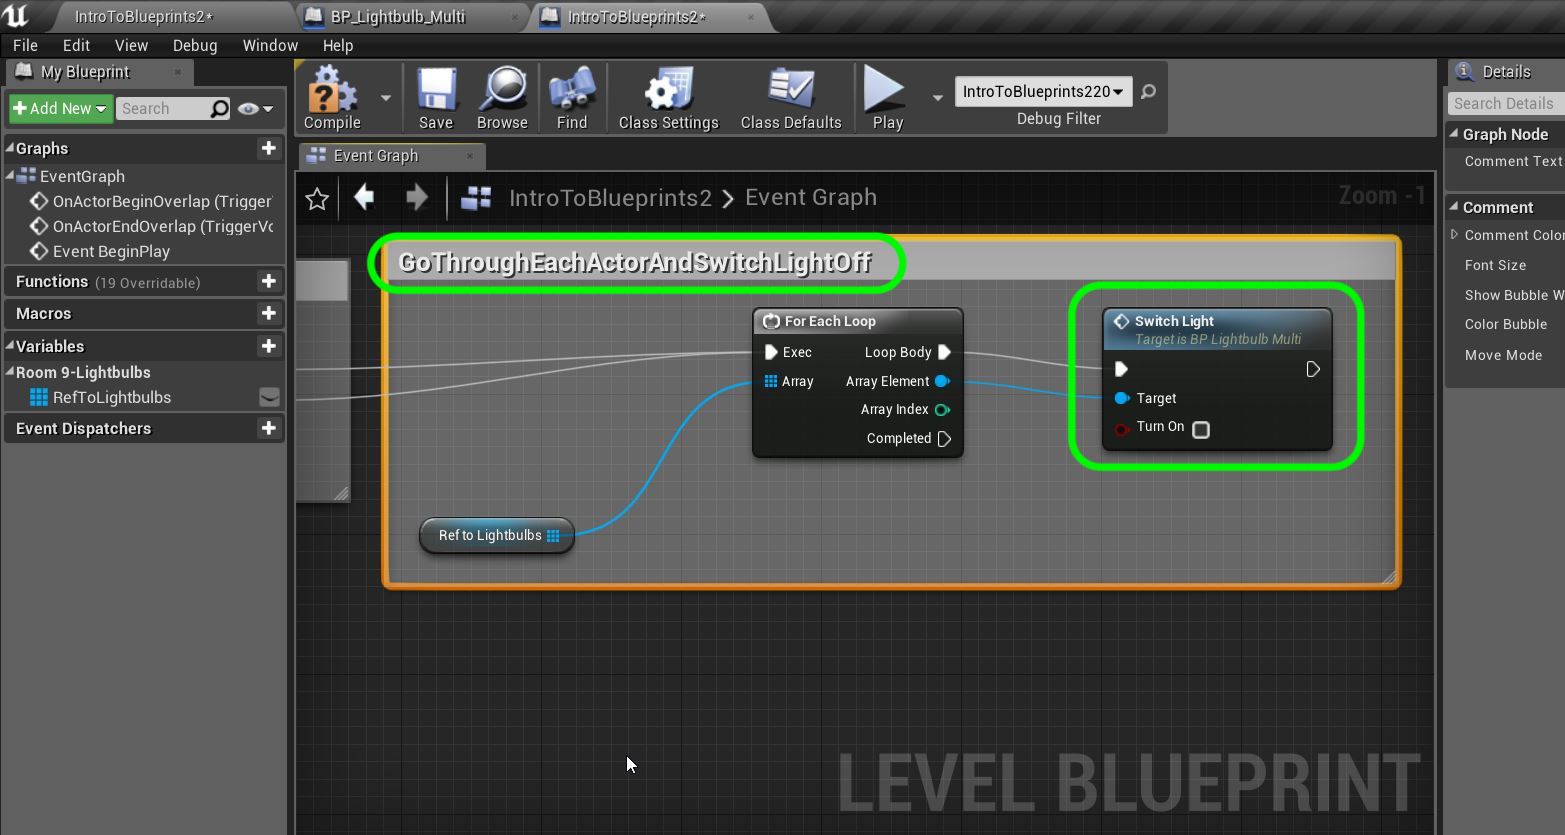 IntroToBlueprints2*
BP_Lightbulb_Multi
IntroToBlueprints2*
File Edit View Debug Window Help
My Blueprint
Add New
Search
Graphs
EventGraph
OnActorBeginOverlap (Trigger
OnActorEndOverlap (TriggerVo
Event BeginPlay
Functions (19 Overridable)
Macros
Variables
Room 9-Lightbulbs
RefToLightbulbs
Event Dispatchers
Compile
Save
Browse
Find
Class Settings
Class Defaults
Play
IntroToBlueprints220
Debug Filter
Event Graph
IntroToBlueprints2 > Event Graph
Zoom -1
GoThroughEachActorAndSwitchLightOff
For Each Loop
Exec
Loop Body
Array
Array Element
Array Index
Completed
Switch Light
Target is BP Lightbulb Multi
Target
Turn On
Ref to Lightbulbs
LEVEL BLUEPRINT
Details
Search Details
Graph Node
Comment Text
Comment
Comment Color
Font Size
Show Bubble W
Color Bubble
Move Mode